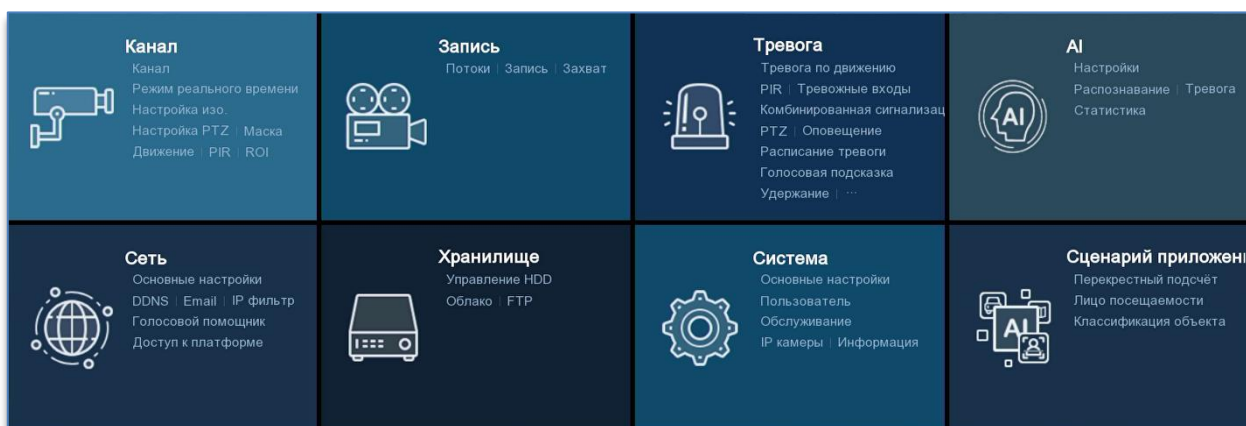 Канал
Канал
Режим реального времени
Настройка изо.
Настройка PTZ | Маска
Движение | PIR | ROI
Запись
Потоки | Запись | Захват
Тревога
Тревога по движению
PIR | Тревожные входы
Комбинированная сигнализац
PTZ | Оповещение
Расписание тревоги
Голосовая подсказка
Удержание | ...
AI
Настройки
Распознавание | Тревога
Статистика
AI
Сеть
Основные настройки
DDNS | Email | IP фильтр
Голосовой помощник
Доступ к платформе
Хранилище
Управление HDD
Облако | FTP
Система
Основные настройки
Пользователь
Обслуживание
IP камеры | Информация
Сценарий приложен
Перекрестный подсчёт
Лицо посещаемости
Классификация объекта
AI